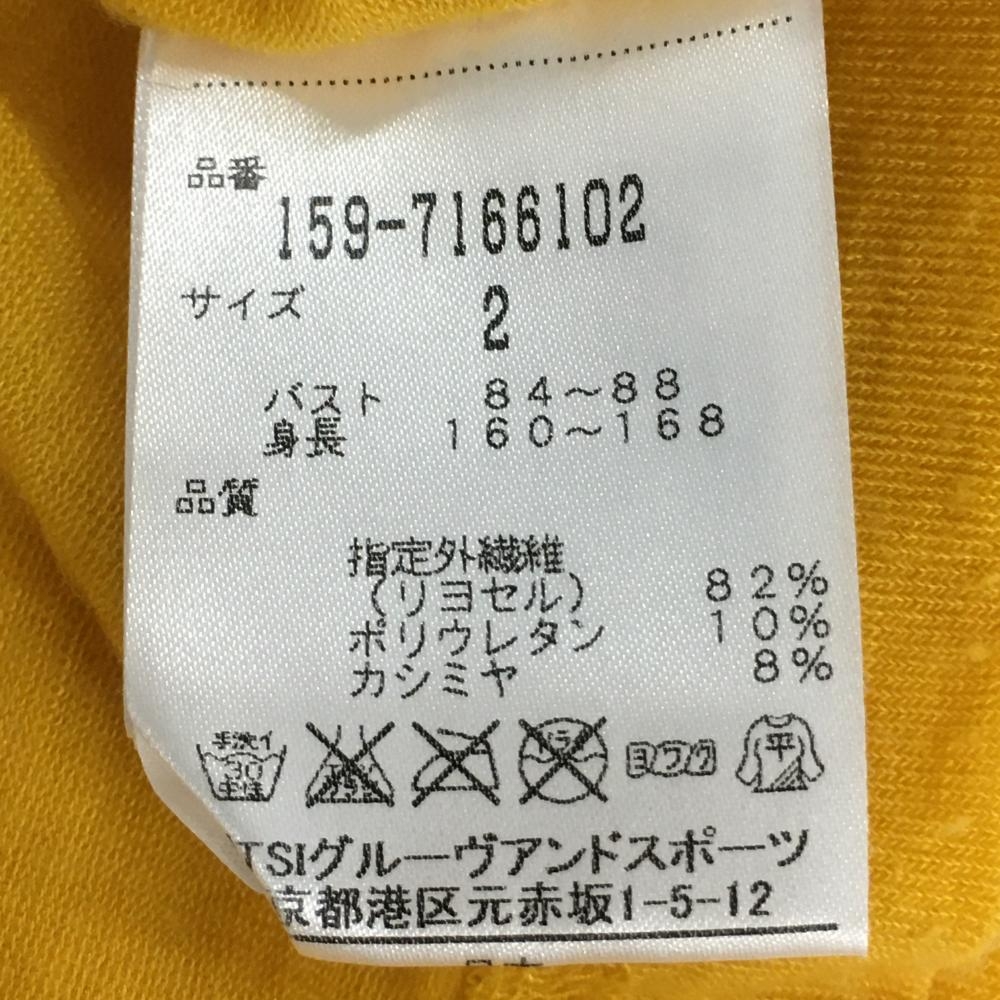 品番
159-7166102
サイズ 2
バスト 84～88
身長 160～168
品質
指定外繊維
(リヨセル) 82%
ポリウレタン 10%
カシミヤ 8%
手洗イ
30
中性
ヨワク
平
TSIグルーヴアンドスポーツ
京都港区元赤坂1-5-12